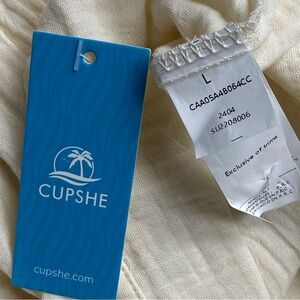 CUPSHE
cupshe.com
L
CAA05A4B064CC
2404
SU2208006
Exclusive of trims